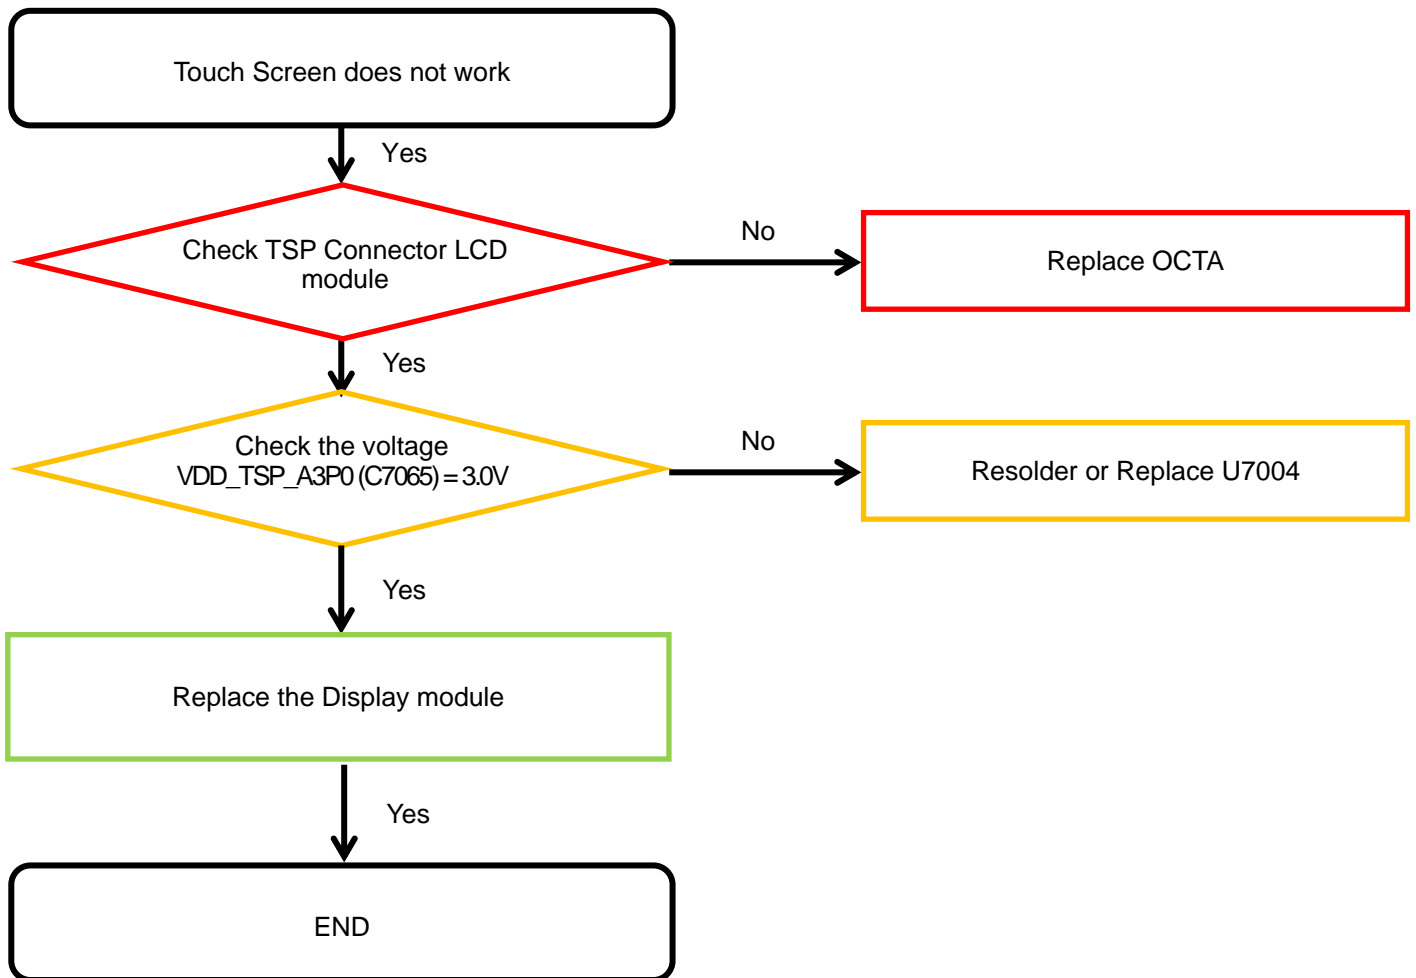 Touch Screen does not work
Yes
Check TSP Connector LCD
module
No
Replace OCTA
Yes
Check the voltage
VDD_TSP_A3P0 (C7065) = 3.0V
No
Resolder or Replace U7004
Yes
Replace the Display module
Yes
END